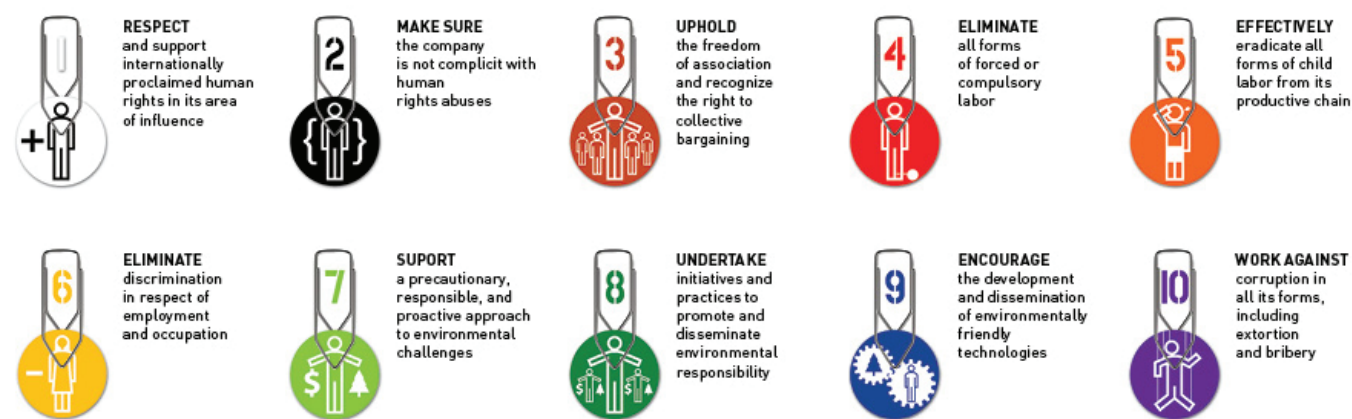 1
RESPECT
and support
internationally
proclaimed human
rights in its area
of influence
+
2
MAKE SURE
the company
is not complicit with
human
rights abuses
{ }
3
UPHOLD
the freedom
of association
and recognize
the right to
collective
bargaining
4
ELIMINATE
all forms
of forced or
compulsory
labor
5
EFFECTIVELY
eradicate all
forms of child
labor from its
productive chain
6
ELIMINATE
discrimination
in respect of
employment
and occupation
-
7
SUPORT
a precautionary,
responsible, and
proactive approach
to environmental
challenges
$
8
UNDERTAKE
initiatives and
practices to
promote and
disseminate
environmental
responsibility
$ $
9
ENCOURAGE
the development
and dissemination
of environmentally
friendly
technologies
10
WORK AGAINST
corruption in
all its forms,
including
extortion
and bribery